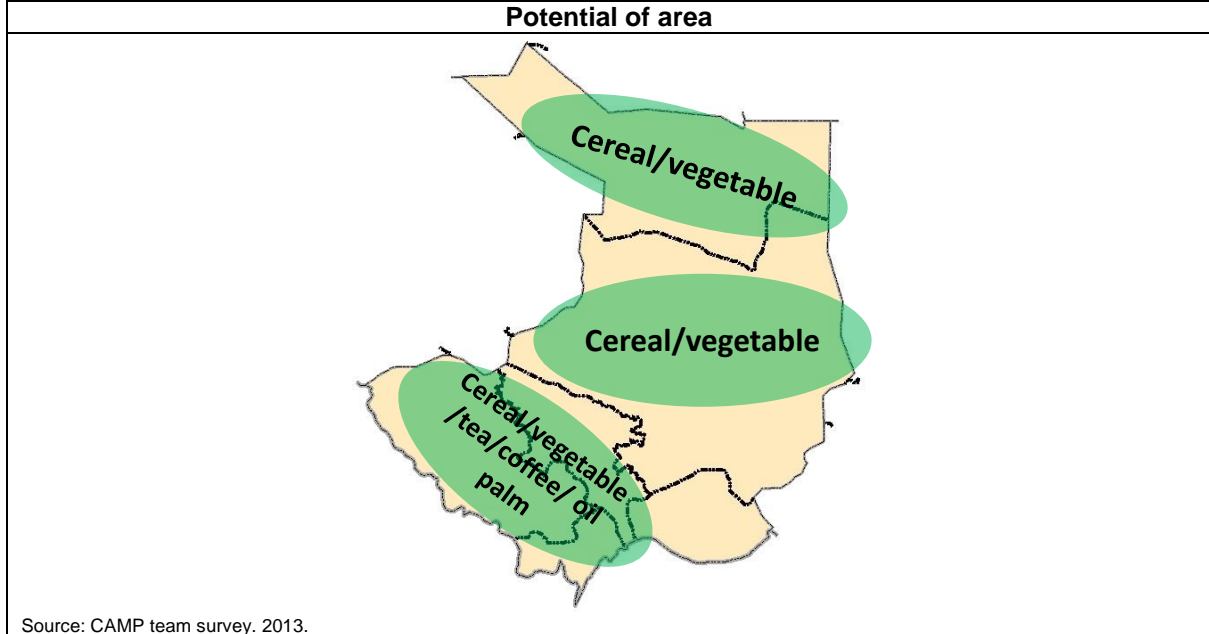 Potential of area
Cereal/vegetable
Cereal/vegetable
Cereal/vegetable
/tea/coffee/ oil
palm
Source: CAMP team survey. 2013.